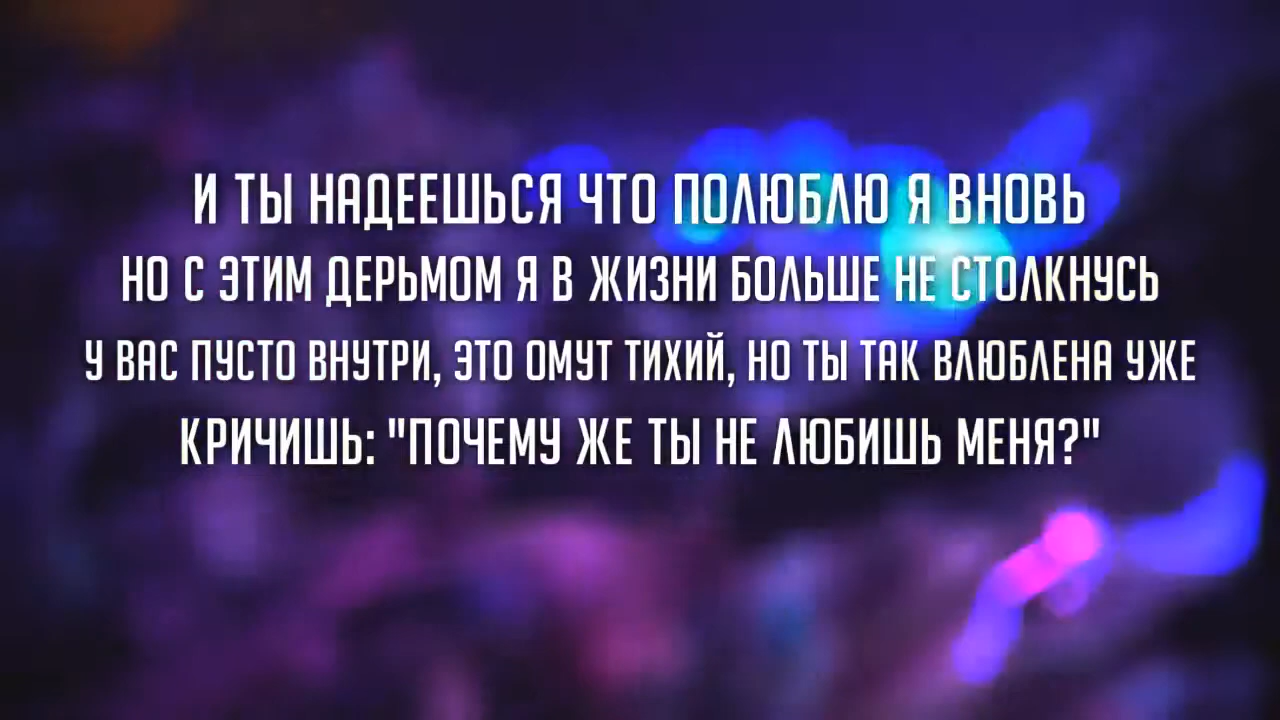 И ТЫ НАДЕЕШЬСЯ ЧТО ПОЛЮБЛЮ Я ВНОВЬ
НО С ЭТИМ ДЕРЬМОМ Я В ЖИЗНИ БОЛЬШЕ НЕ СТОЛКНУСЬ
У ВАС ПУСТО ВНУТРИ, ЭТО ОМУТ ТИХИЙ, НО ТЫ ТАК ВЛЮБЛЕНА УЖЕ
КРИЧИШЬ: "ПОЧЕМУ ЖЕ ТЫ НЕ ЛЮБИШЬ МЕНЯ?"